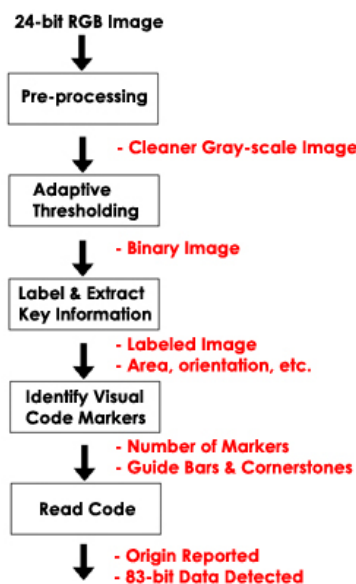 24-bit RGB Image
Pre-processing
- Cleaner Gray-scale Image
Adaptive
Thresholding
- Binary Image
Label & Extract
Key Information
- Labeled Image
- Area, orientation, etc.
Identify Visual
Code Markers
- Number of Markers
- Guide Bars & Cornerstones
Read Code
- Origin Reported
- 83-bit Data Detected